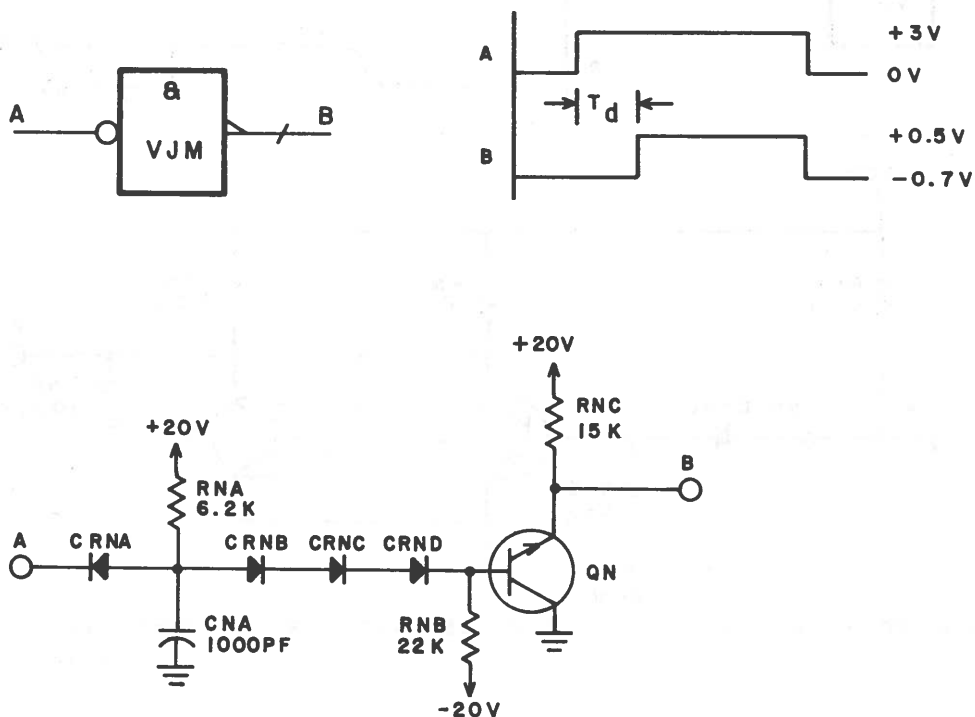 &
A
B
VJM
A
+3V
0V
Td
B
+0.5V
-0.7V
+20V
RNC
15K
+20V
B
RNA
6.2K
A
CRNA
CRNB
CRNC
CRND
QN
CNA
1000PF
RNB
22K
-20V